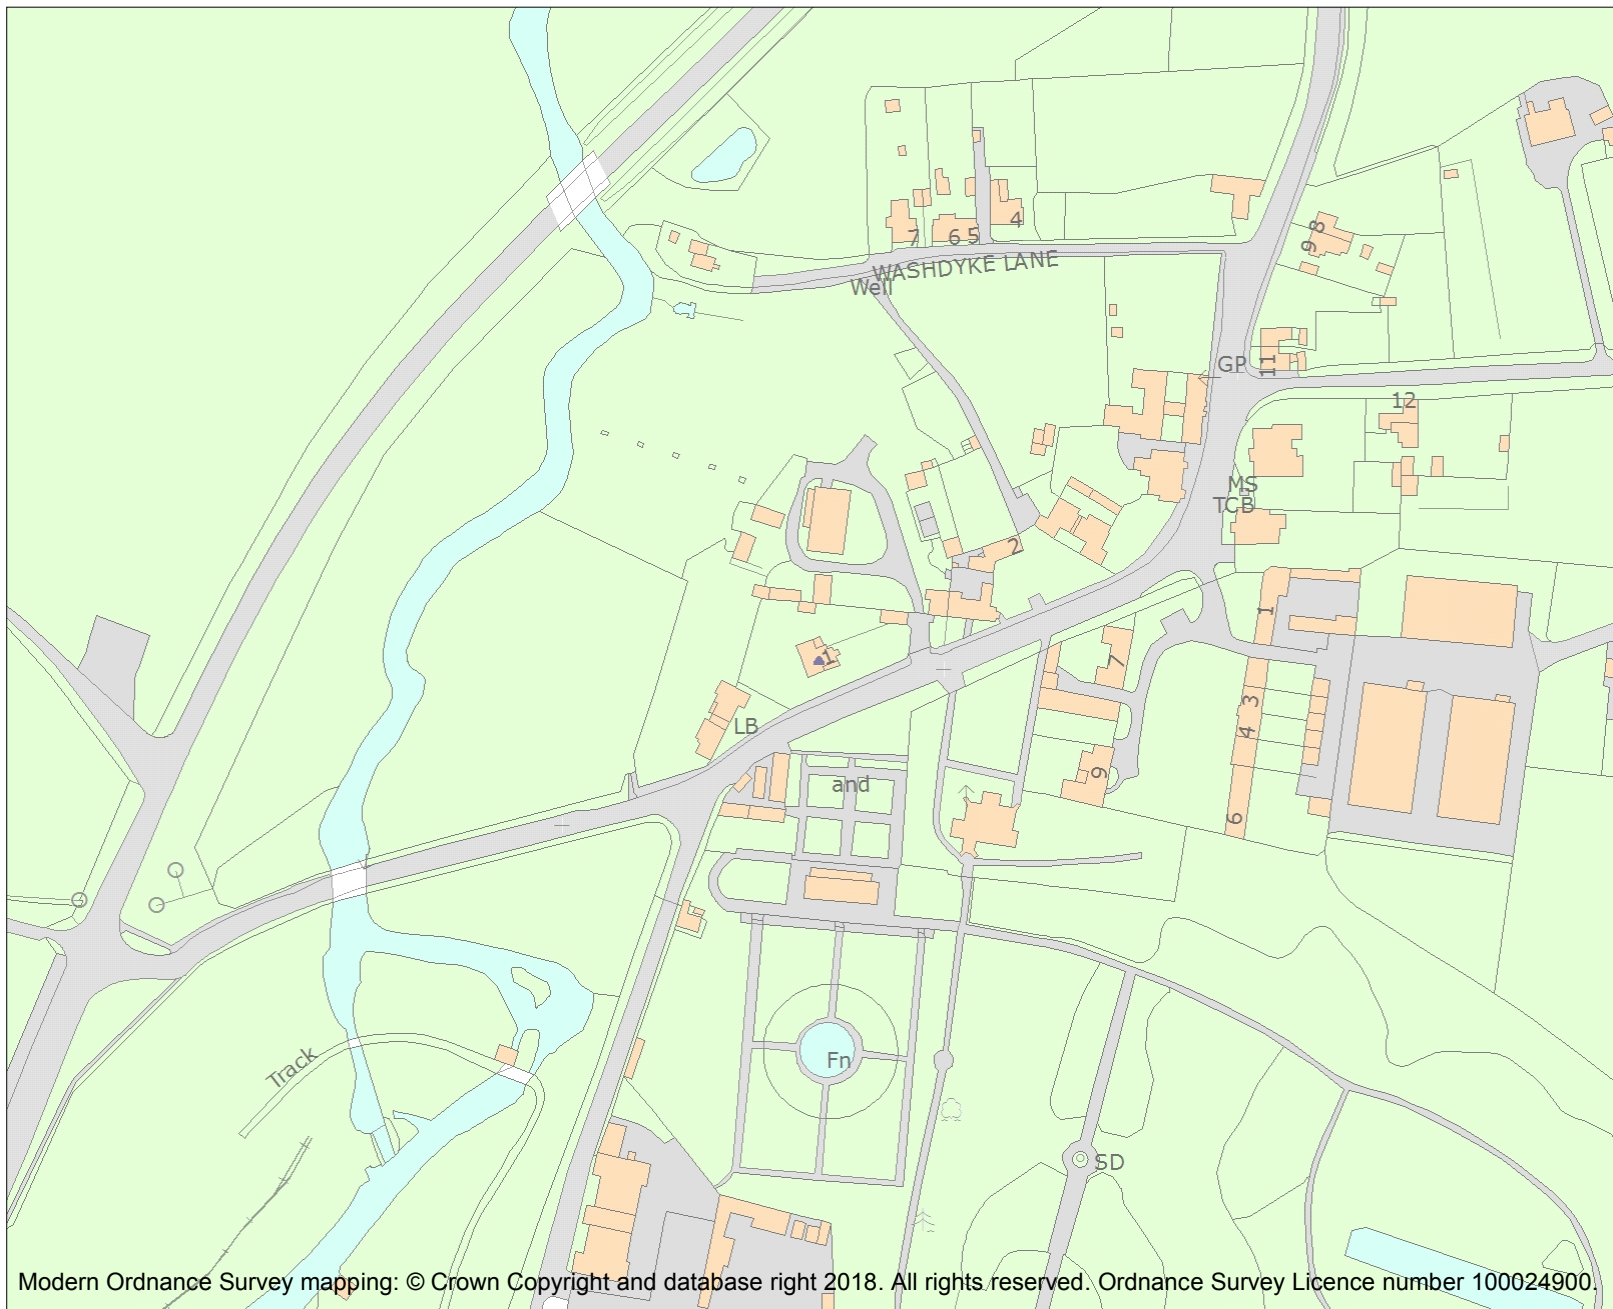 4
7
6 5
8
9
WASHDYKE LANE
Well
GP
11
12
MS
TCB
2
1
1
7
3
4
LB
and
9
6
Fn
Track
SD
Modern Ordnance Survey mapping: © Crown Copyright and database right 2018. All rights reserved. Ordnance Survey Licence number 100024900.